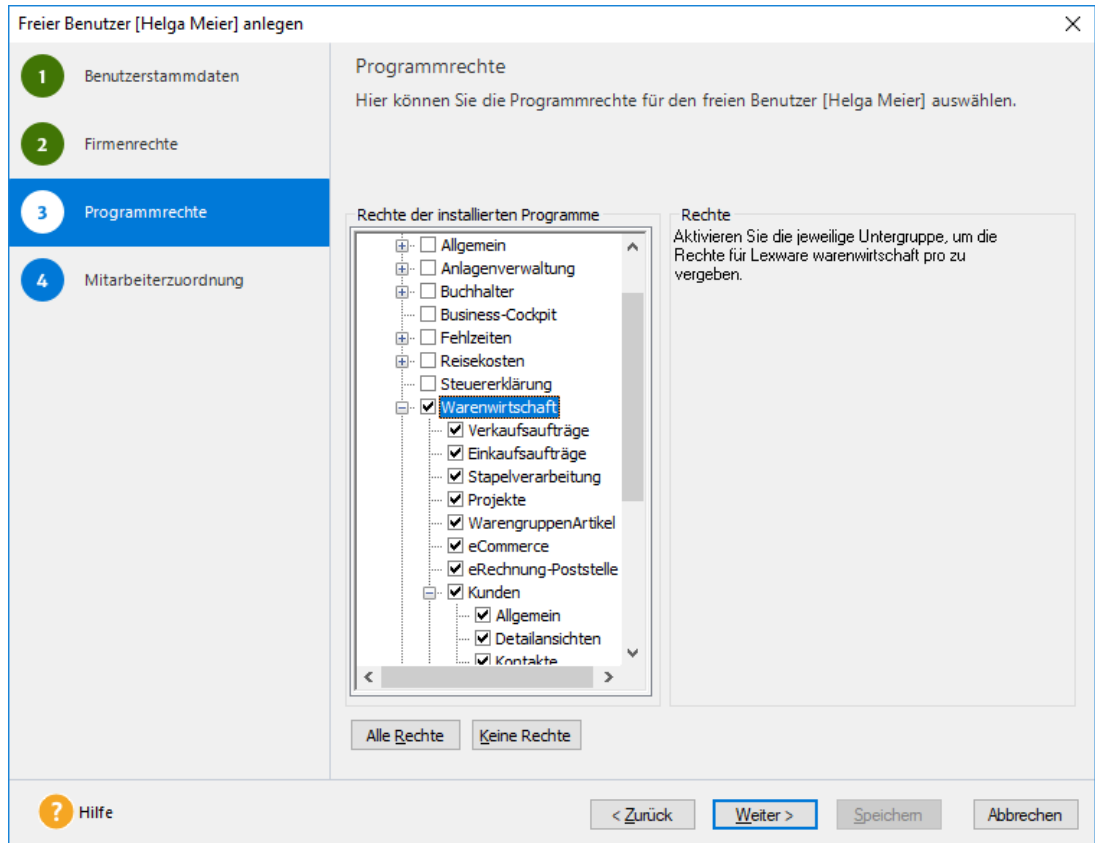 Freier Benutzer [Helga Meier] anlegen
1 Benutzerstammdaten
2 Firmenrechte
3 Programmrechte
4 Mitarbeiterzuordnung
Programmrechte
Hier können Sie die Programmrechte für den freien Benutzer [Helga Meier] auswählen.
Rechte der installierten Programme
Allgemein
Anlagenverwaltung
Buchhalter
Business-Cockpit
Fehlzeiten
Reisekosten
Steuererklärung
Warenwirtschaft
Verkaufsaufträge
Einkaufsaufträge
Stapelverarbeitung
Projekte
WarengruppenArtikel
eCommerce
eRechnung-Poststelle
Kunden
Allgemein
Detailansichten
Kontakte
Rechte
Aktivieren Sie die jeweilige Untergruppe, um die
Rechte für Lexware warenwirtschaft pro zu
vergeben.
Alle Rechte
Keine Rechte
? Hilfe
< Zurück
Weiter >
Speichern
Abbrechen